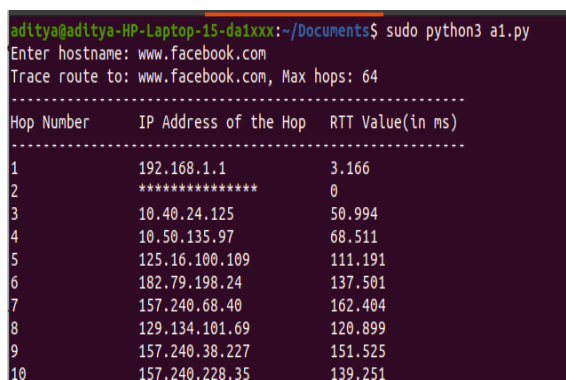 aditya@aditya-HP-Laptop-15-da1xxx:~/Documents$ sudo python3 a1.py
Enter hostname: www.facebook.com
Trace route to: www.facebook.com, Max hops: 64
------------------------------------------------------------
Hop Number IP Address of the Hop RTT Value(in ms)
------------------------------------------------------------
1 192.168.1.1 3.166
2 *************** 0
3 10.40.24.125 50.994
4 10.50.135.97 68.511
5 125.16.100.109 111.191
6 182.79.198.24 137.501
7 157.240.68.40 162.404
8 129.134.101.69 120.899
9 157.240.38.227 151.525
10 157.240.228.35 139.251